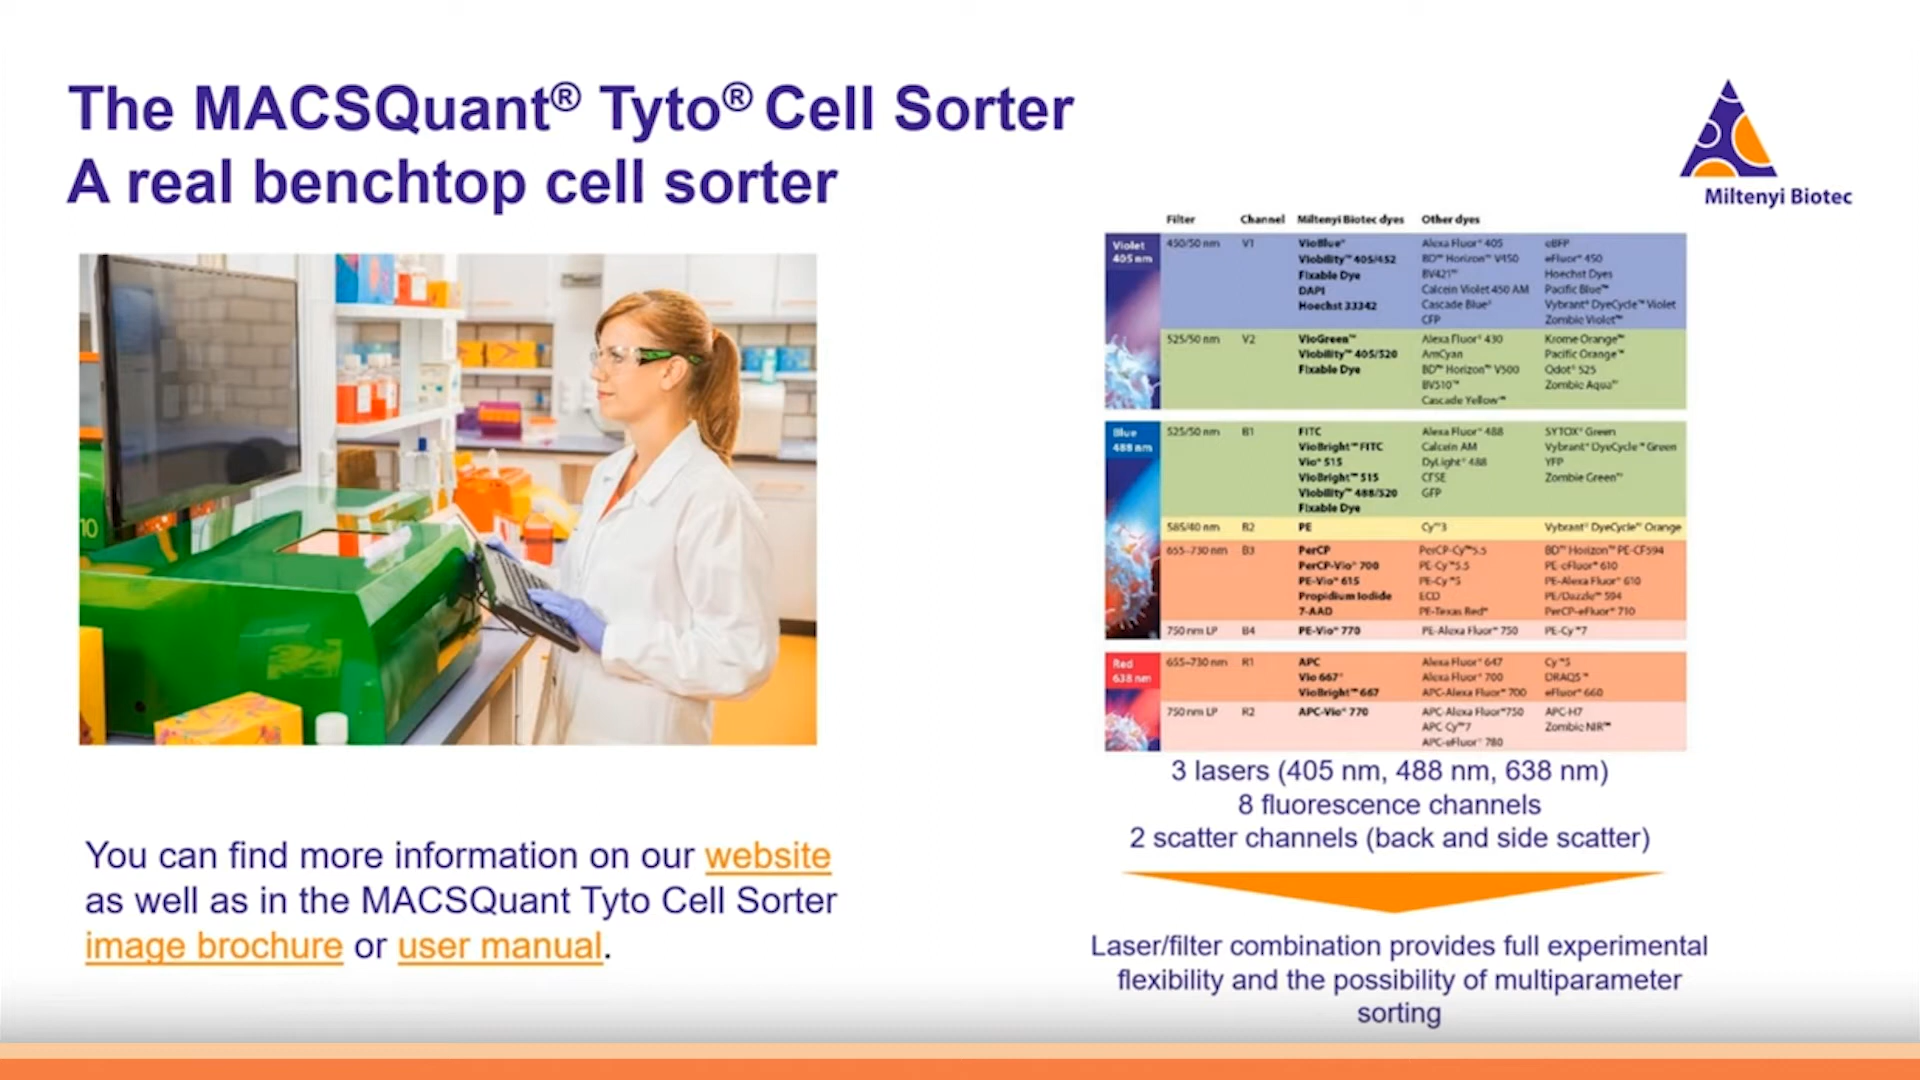 The MACSQuant® Tyto® Cell Sorter
A real benchtop cell sorter
Miltenyi Biotec
10
You can find more information on our website
as well as in the MACSQuant Tyto Cell Sorter
image brochure or user manual.
Filter Channel Miltenyi Biotec dyes Other dyes
Violet 450/50 nm V1 VioBlue® Alexa Fluor® 405 eBFP
405 nm Viobility™ 405/452 BD™ Horizon™ V450 eFluor® 450
Fixable Dye BV421™ Hoechst Dyes
DAPI Calcein Violet 450 AM Pacific Blue™
Hoechst 33342 Cascade Blue® Vybrant® DyeCycle™ Violet
CFP Zombie Violet™
525/50 nm V2 VioGreen™ Alexa Fluor® 430 Krome Orange™
Viobility™ 405/520 AmCyan Pacific Orange™
Fixable Dye BD™ Horizon™ V500 Qdot® 525
BV510™ Zombie Aqua™
Cascade Yellow™
Blue 525/50 nm B1 FITC Alexa Fluor® 488 SYTOX® Green
488 nm VioBright™ FITC Calcein AM Vybrant® DyeCycle™ Green
Vio® 515 DyLight® 488 YFP
VioBright™ 515 CFSE Zombie Green™
Viobility™ 488/520 GFP
Fixable Dye
585/40 nm B2 PE Cy™3 Vybrant® DyeCycle™ Orange
655–730 nm B3 PerCP PerCP-Cy™5.5 BD™ Horizon™ PE-CF594
PerCP-Vio® 700 PE-Cy™5.5 PE-eFluor® 610
PE-Vio® 615 PE-Cy™5 PE-Alexa Fluor® 610
Propidium Iodide ECD PE/Dazzle™ 594
7-AAD PE-Texas Red® PerCP-eFluor® 710
750 nm LP B4 PE-Vio® 770 PE-Alexa Fluor® 750 PE-Cy™7
Red 655–730 nm R1 APC Alexa Fluor® 647 Cy™5
638 nm Vio 667® Alexa Fluor® 700 DRAQ5™
VioBright™ 667 APC-Alexa Fluor® 700 eFluor® 660
750 nm LP R2 APC-Vio® 770 APC-Alexa Fluor®750 APC-H7
APC-Cy™7 Zombie NIR™
APC-eFluor® 780
3 lasers (405 nm, 488 nm, 638 nm)
8 fluorescence channels
2 scatter channels (back and side scatter)
Laser/filter combination provides full experimental
flexibility and the possibility of multiparameter
sorting